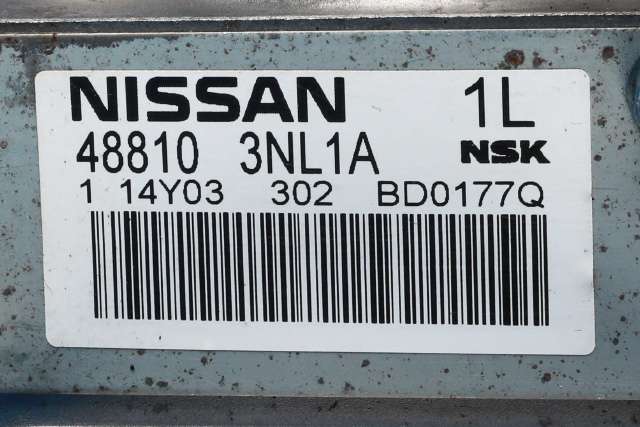 NISSAN 1L
48810 3NL1A NSK
1 14Y03 302 BD0177Q